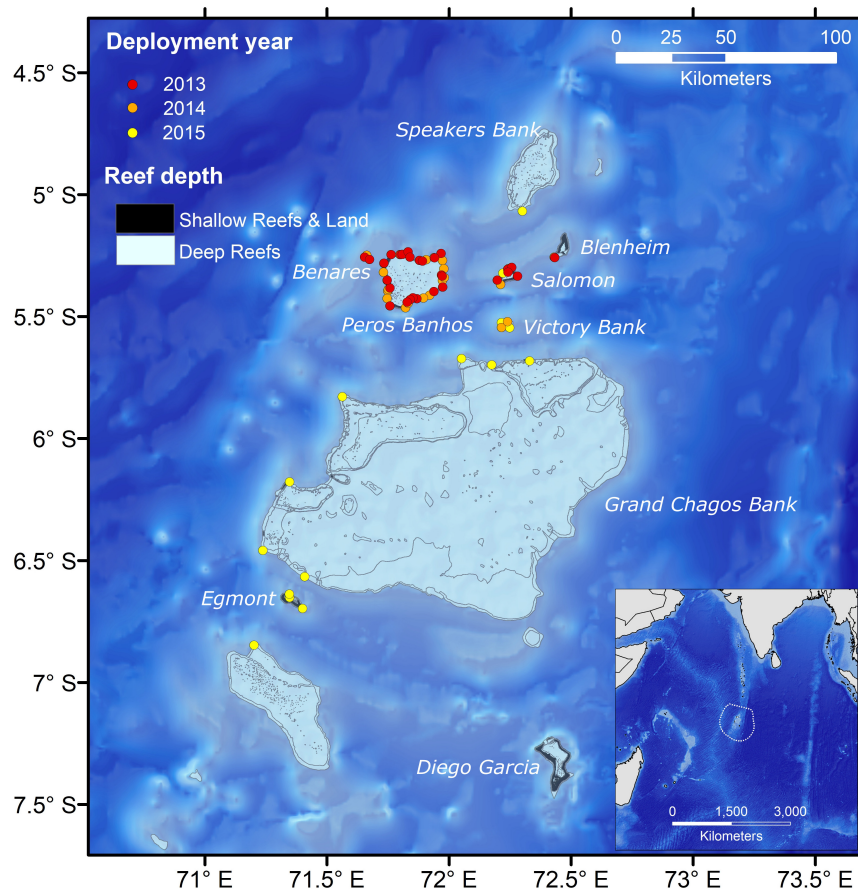 Deployment year
2013
2014
2015
Reef depth
Shallow Reefs & Land
Deep Reefs
0 25 50 100
Kilometers
Speakers Bank
Blenheim
Benares
Salomon
Peros Banhos
Victory Bank
Grand Chagos Bank
Egmont
Diego Garcia
4.5° S
5° S
5.5° S
6° S
6.5° S
7° S
7.5° S
0 1,500 3,000
Kilometers
71° E
71.5° E
72° E
72.5° E
73° E
73.5° E